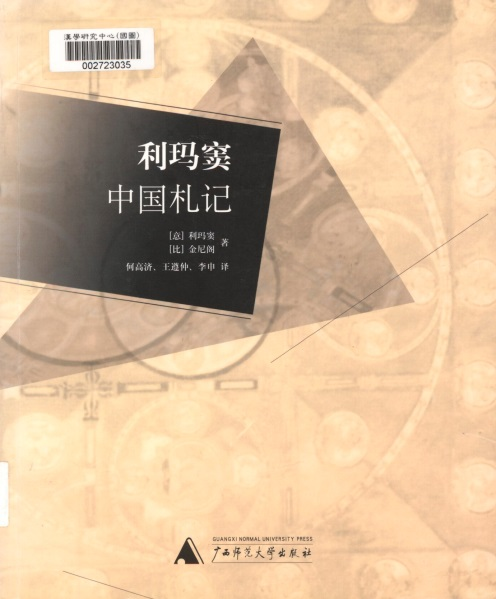 漢學研究中心(國圖)
002723035
利玛窦
中国札记
[意] 利玛窦
[比] 金尼阁
著
何高济、王遵仲、李申 译
GUANGXI NORMAL UNIVERSITY PRESS
广西师范大学出版社